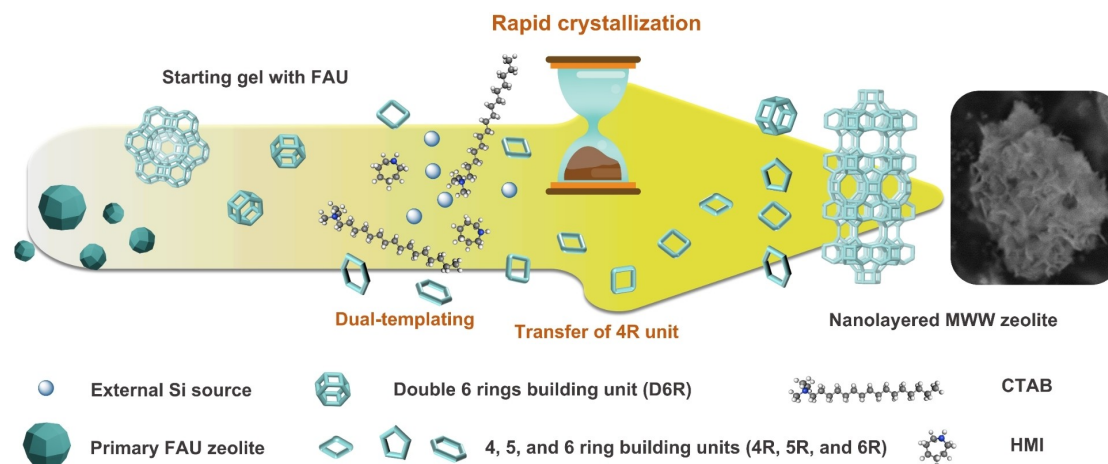 Rapid crystallization
Starting gel with FAU
Dual-templating
Transfer of 4R unit
Nanolayered MWW zeolite
External Si source
Double 6 rings building unit (D6R)
CTAB
Primary FAU zeolite
4, 5, and 6 ring building units (4R, 5R, and 6R)
HMI